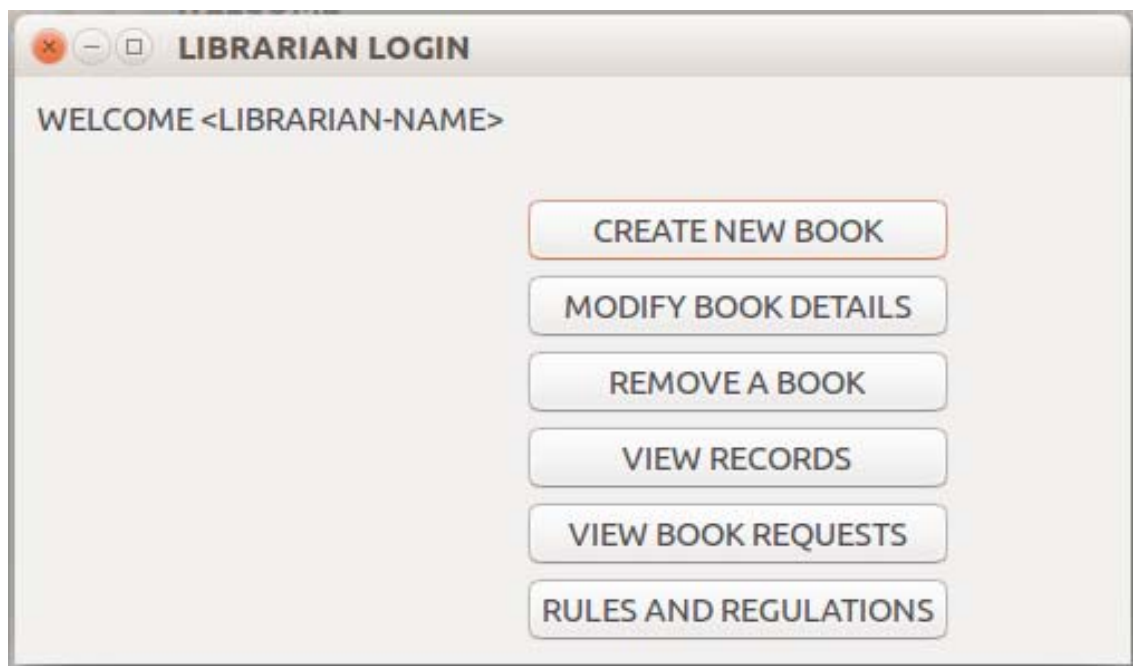 LIBRARIAN LOGIN
WELCOME <LIBRARIAN-NAME>
CREATE NEW BOOK
MODIFY BOOK DETAILS
REMOVE A BOOK
VIEW RECORDS
VIEW BOOK REQUESTS
RULES AND REGULATIONS